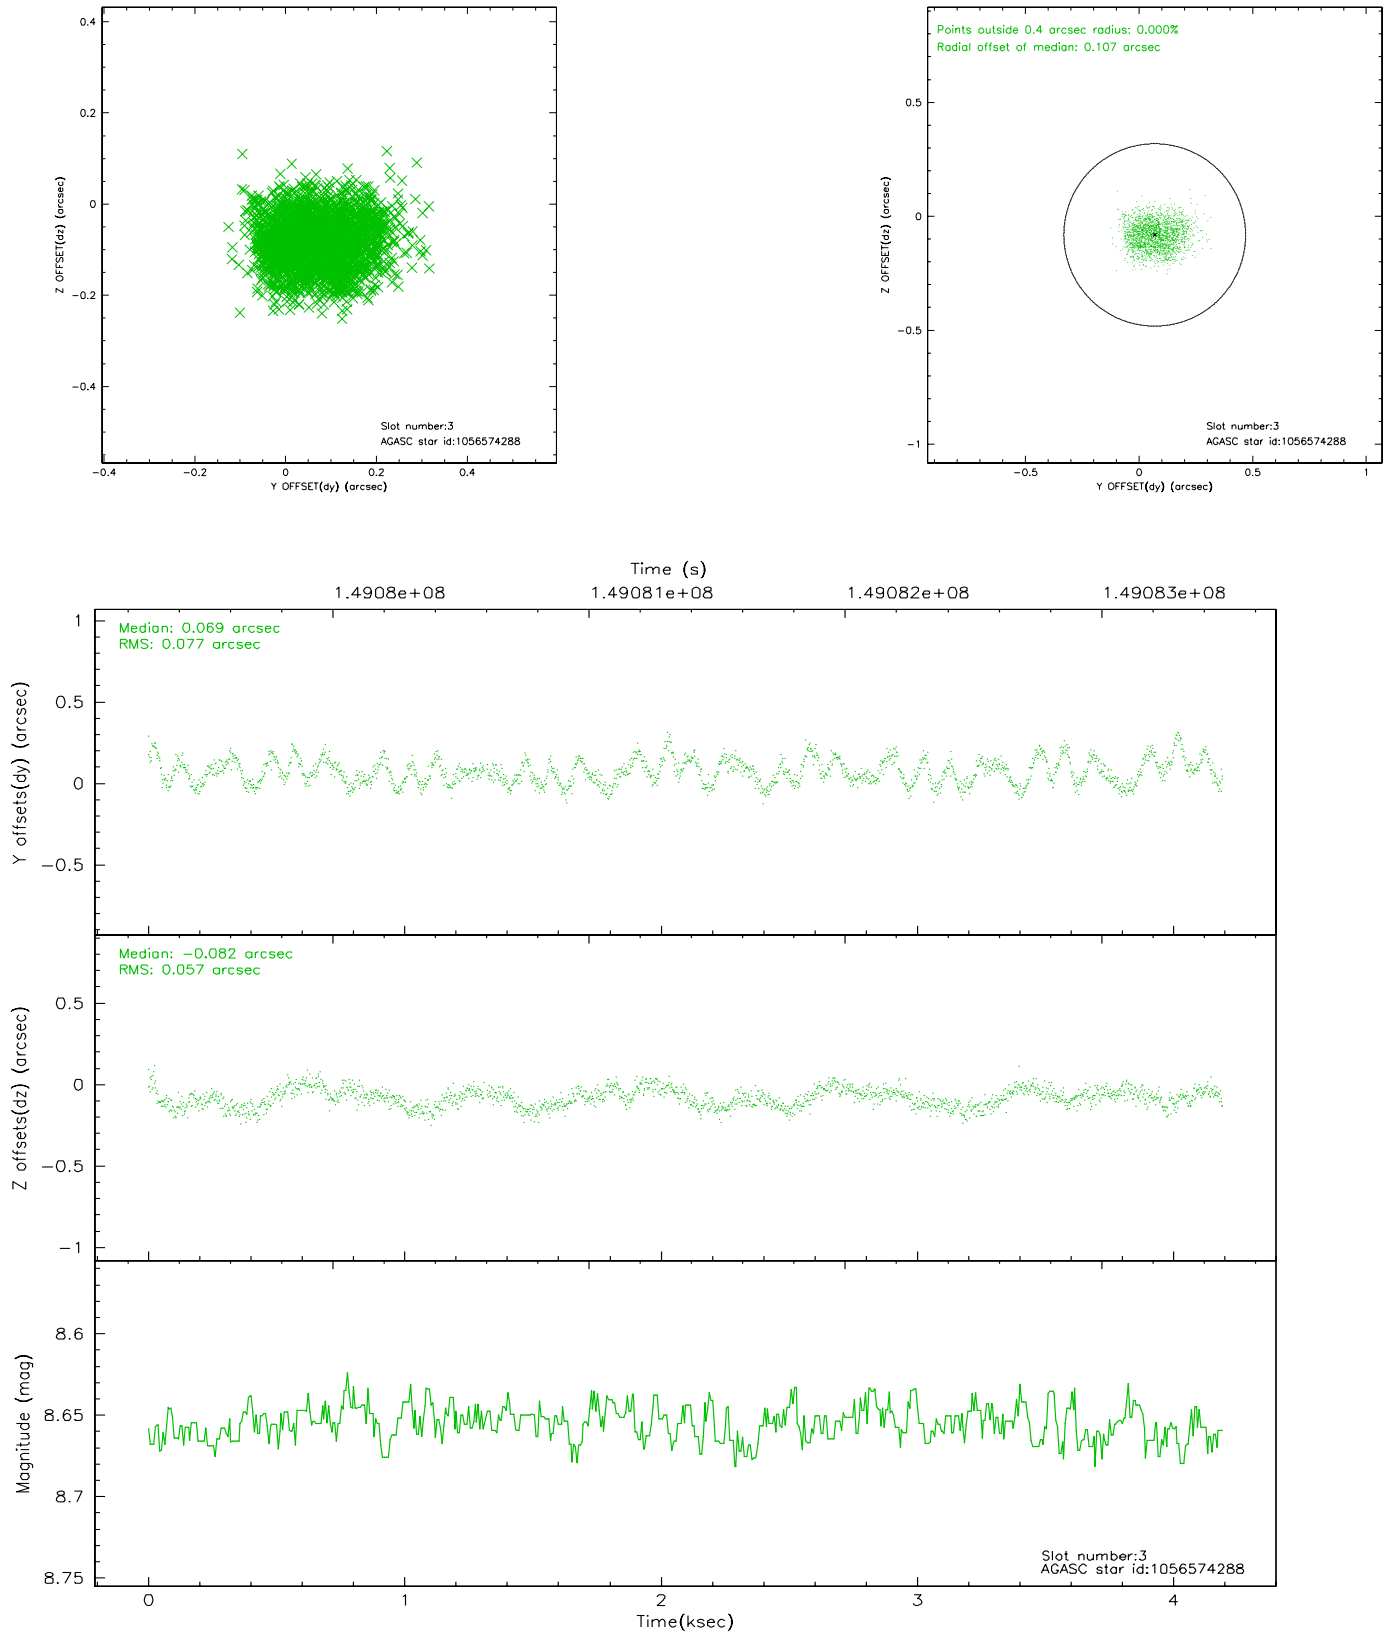 0.4
0.2
0
−0.2
−0.4
Z OFFSET(dz) (arcsec)
Slot number:3
AGASC star id:1056574288
−0.4 −0.2 0 0.2 0.4
Y OFFSET(dy) (arcsec)
Points outside 0.4 arcsec radius: 0.000%
Radial offset of median: 0.107 arcsec
0.5
0
−0.5
−1
Z OFFSET(dz) (arcsec)
Slot number:3
AGASC star id:1056574288
−0.5 0 0.5 1
Y OFFSET(dy) (arcsec)
Time (s)
1.4908e+08 1.49081e+08 1.49082e+08 1.49083e+08
Median: 0.069 arcsec
RMS: 0.077 arcsec
1
0.5
0
−0.5
Y offsets(dy) (arcsec)
Median: −0.082 arcsec
RMS: 0.057 arcsec
0.5
0
−0.5
−1
Z offsets(dz) (arcsec)
8.6
8.65
8.7
8.75
Magnitude (mag)
Slot number:3
AGASC star id:1056574288
0 1 2 3 4
Time(ksec)